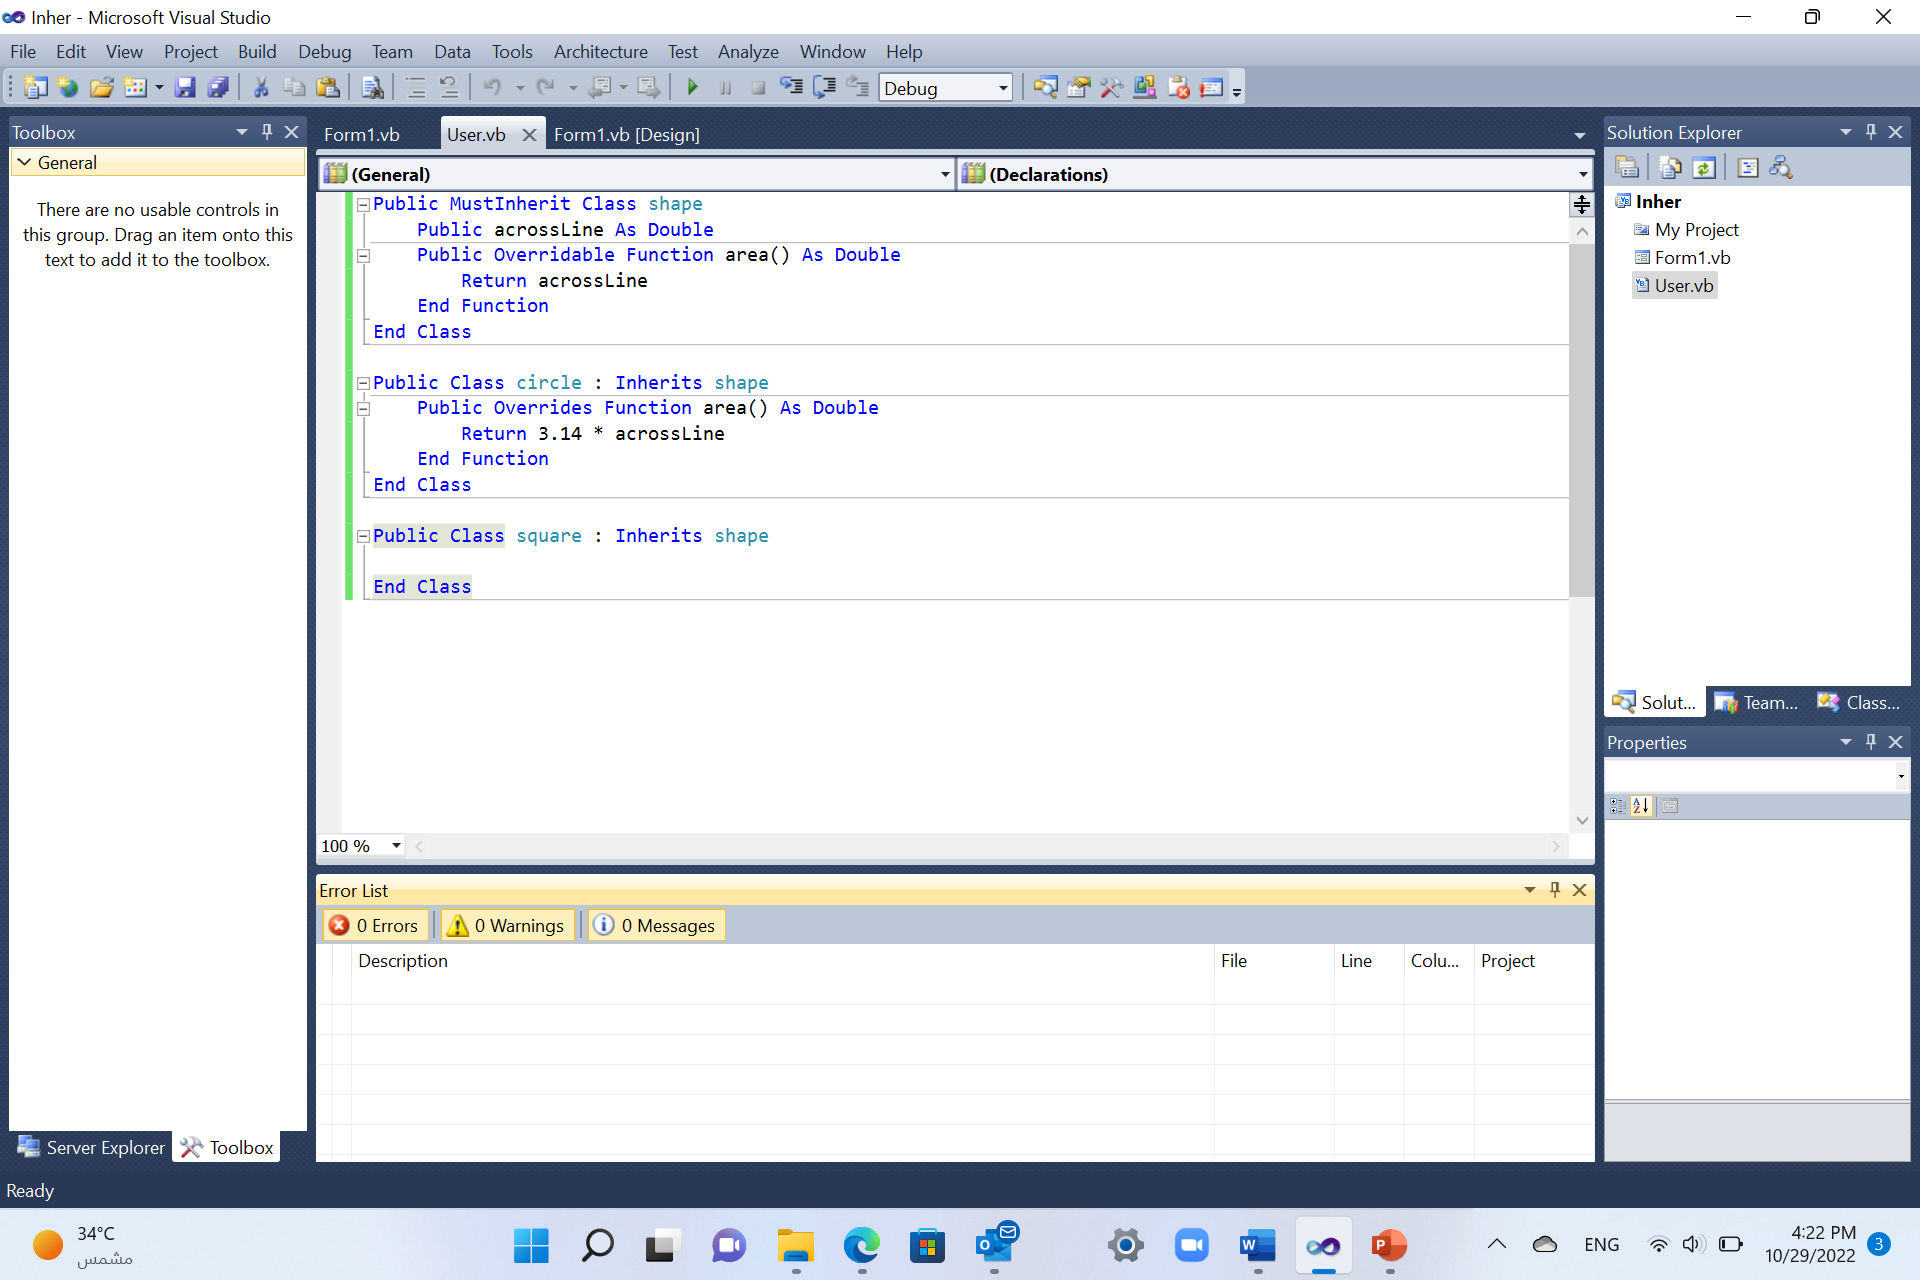 Inher - Microsoft Visual Studio
File Edit View Project Build Debug Team Data Tools Architecture Test Analyze Window Help
Debug
Toolbox
General
There are no usable controls in
this group. Drag an item onto this
text to add it to the toolbox.
Server Explorer Toolbox
Form1.vb User.vb Form1.vb [Design]
(General) (Declarations)
Public MustInherit Class shape
    Public acrossLine As Double
    Public Overridable Function area() As Double
        Return acrossLine
    End Function
End Class
Public Class circle : Inherits shape
    Public Overrides Function area() As Double
        Return 3.14 * acrossLine
    End Function
End Class
Public Class square : Inherits shape
End Class
100 %
Error List
0 Errors 0 Warnings 0 Messages
Description File Line Colu... Project
Solution Explorer
Inher
My Project
Form1.vb
User.vb
Solut... Team... Class...
Properties
Ready
34°C
مشمس
ENG
4:22 PM
10/29/2022
3